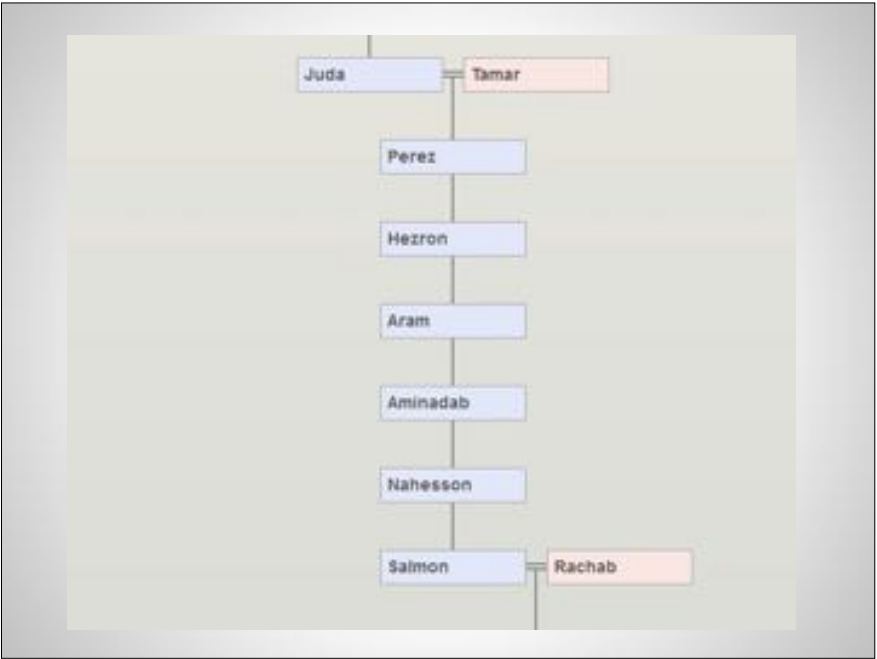 Juda Tamar
Perez
Hezron
Aram
Aminadab
Nahesson
Salmon Rachab